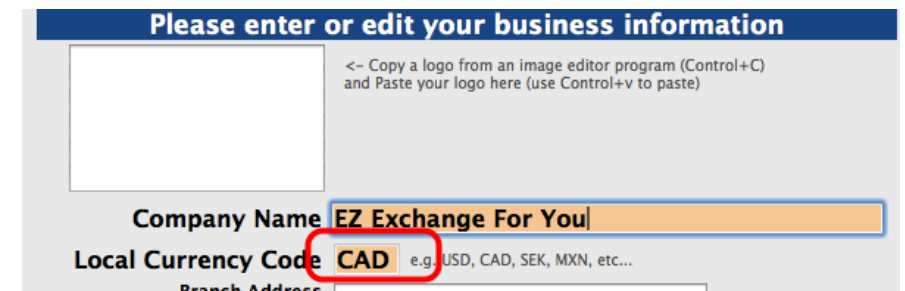 Please enter or edit your business information
<- Copy a logo from an image editor program (Control+C)
and Paste your logo here (use Control+v to paste)
Company Name EZ Exchange For You
Local Currency Code CAD e.g. USD, CAD, SEK, MXN, etc...
Branch Address